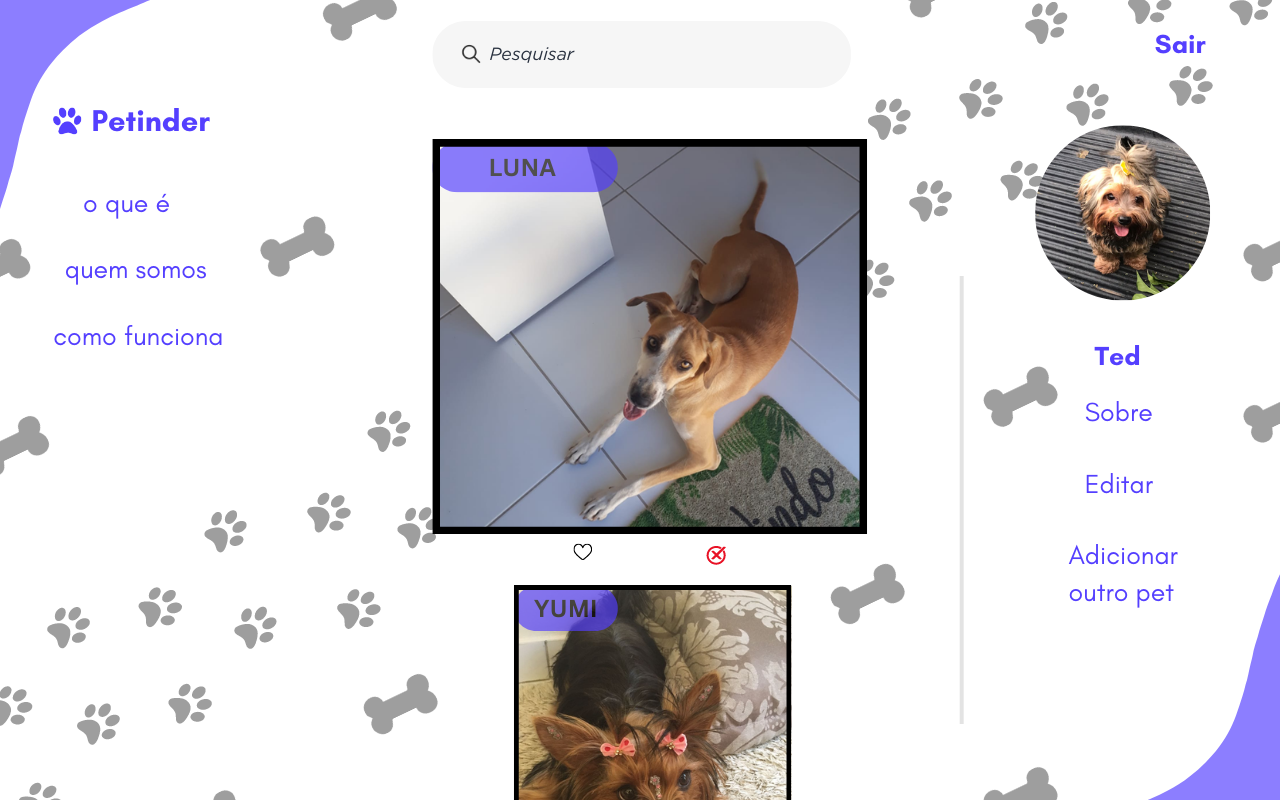 Pesquisar
Sair
Petinder
o que é
quem somos
como funciona
LUNA
Ted
Sobre
Editar
Adicionar
outro pet
YUMI